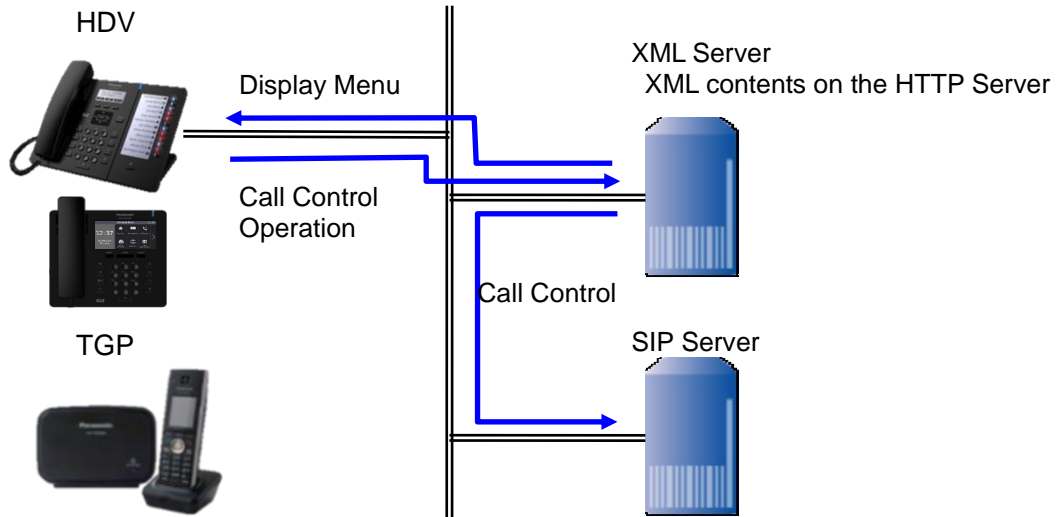 HDV
XML Server
XML contents on the HTTP Server
Display Menu
Call Control
Operation
Call Control
TGP
SIP Server
Panasonic